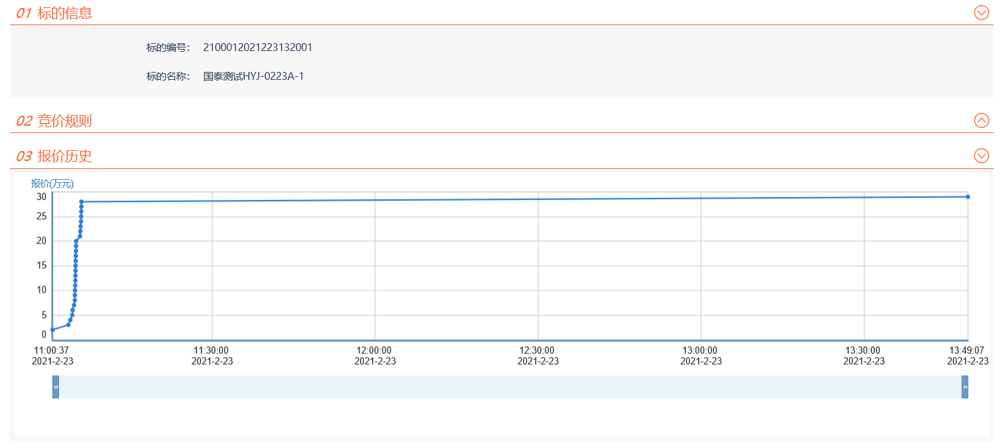 01 标的信息
标的编号： 2100012021223132001
标的名称： 国泰测试HYJ-0223A-1
02 竞价规则
03 报价历史
报价(万元)
30
25
20
15
10
5
0
11:00:37 11:30:00 12:00:00 12:30:00 13:00:00 13:30:00 13:49:07
2021-2-23 2021-2-23 2021-2-23 2021-2-23 2021-2-23 2021-2-23 2021-2-23